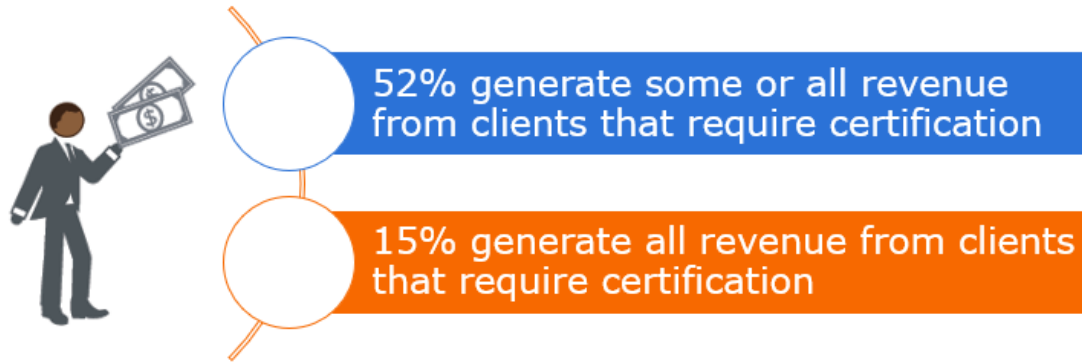 52% generate some or all revenue
from clients that require certification
15% generate all revenue from clients
that require certification